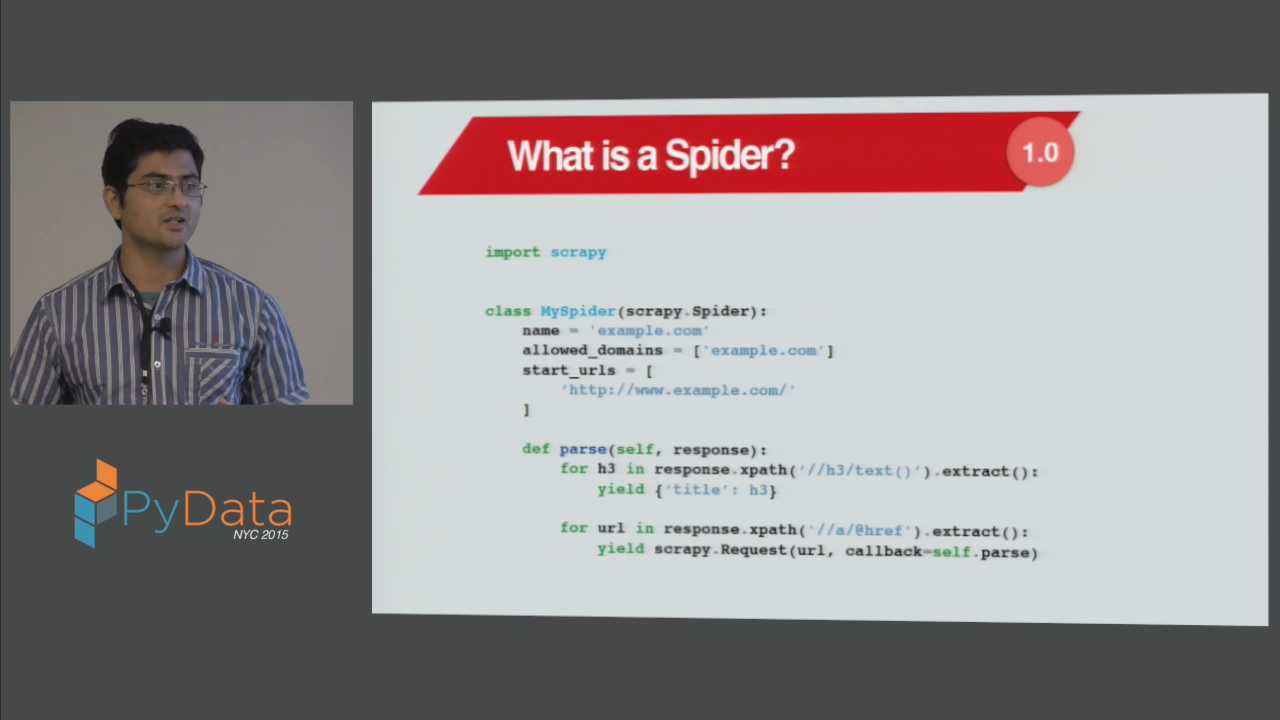 What is a Spider?
1.0
import scrapy
class MySpider(scrapy.Spider):
name = 'example.com'
allowed_domains = ['example.com']
start_urls = [
'http://www.example.com/'
]
def parse(self, response):
for h3 in response.xpath('//h3/text()').extract():
yield {'title': h3}
for url in response.xpath('//a/@href').extract():
yield scrapy.Request(url, callback=self.parse)
PyData
NYC 2015